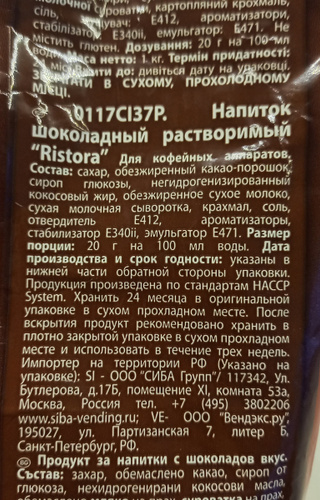 молочної суроватки, картопляний крохмаль,
сіль, E412, ароматизатори,
стабілізатор E340ii, емульгатор: E471. Не
містить глютен. Дозування: 20 г на 100 мл
води. нетто: 1 кг. Термін придатності:
до: дивіться дату на упаковці.
В СУХОМУ, ПРОХОЛОДНОМУ
МІСЦІ.
0117CI37P. Напиток
шоколадный растворимый
"Ristora" Для кофейных аппаратов.
Состав: сахар, обезжиренный какао-порошок,
сироп глюкозы, негидрогенизированный
кокосовый жир, обезжиренное сухое молоко,
сухая молочная сыворотка, крахмал, соль,
отвердитель E412, ароматизаторы,
стабилизатор E340ii, эмульгатор E471. Размер
порции: 20 г на 100 мл воды. Дата
производства и срок годности: указаны в
нижней части обратной стороны упаковки.
Продукция произведена по стандартам HACCP
System. Хранить 24 месяца в оригинальной
упаковке в сухом прохладном месте. После
вскрытия продукт рекомендовано хранить в
плотно закрытой упаковке в сухом прохладном
месте и использовать в течение трех недель.
Импортер на территории РФ (Указано на
упаковке): SI - ООО "СИБА Групп"/ 117342, Ул.
Бутлерова, д.17Б, помещение XI, комната 53а,
Москва, Россия тел. +7 (495) 3802206
www.siba-vending.ru; VE- ООО "Вендэкс.ру",
195027, ул. Партизанская 7, литер Б,
Санкт-Петербург, РФ.
BG Продукт за напитки с шоколадов вкус.
Състав: захар, обемаслено какао, сироп от
глюкоза, нехидрогенирани кокосови масла,